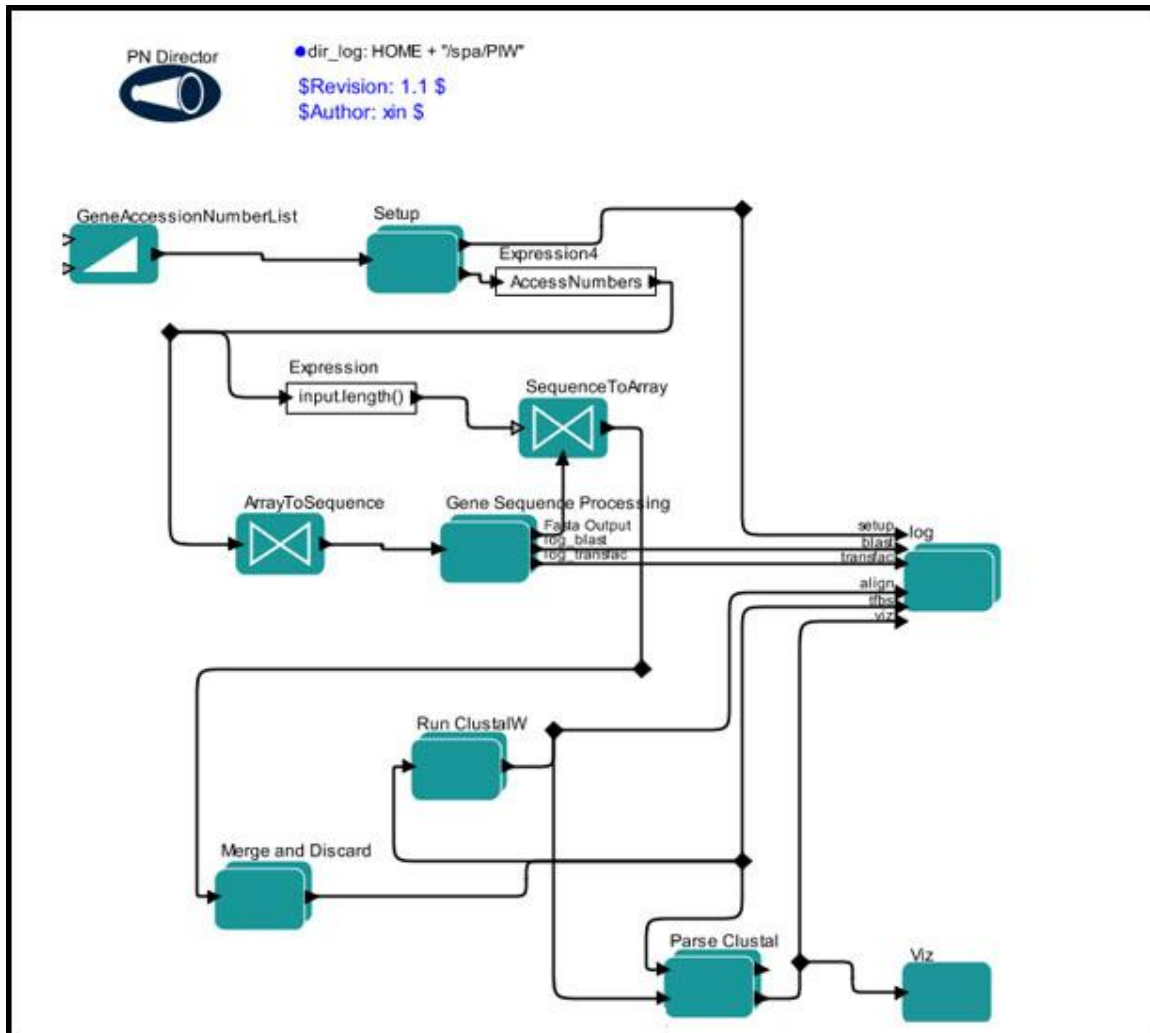 PN Director
dir_log: HOME + "/spa/PIW"
$Revision: 1.1 $
$Author: xin $
GeneAccessionNumberList
Setup
Expression4
AccessNumbers
Expression
input.length()
SequenceToArray
ArrayToSequence
Gene Sequence Processing
Fasta Output
log_blast
log_transfac
setup
log
blast
transfac
align
tfbs
viz
Run ClustalW
Merge and Discard
Parse Clustal
Viz